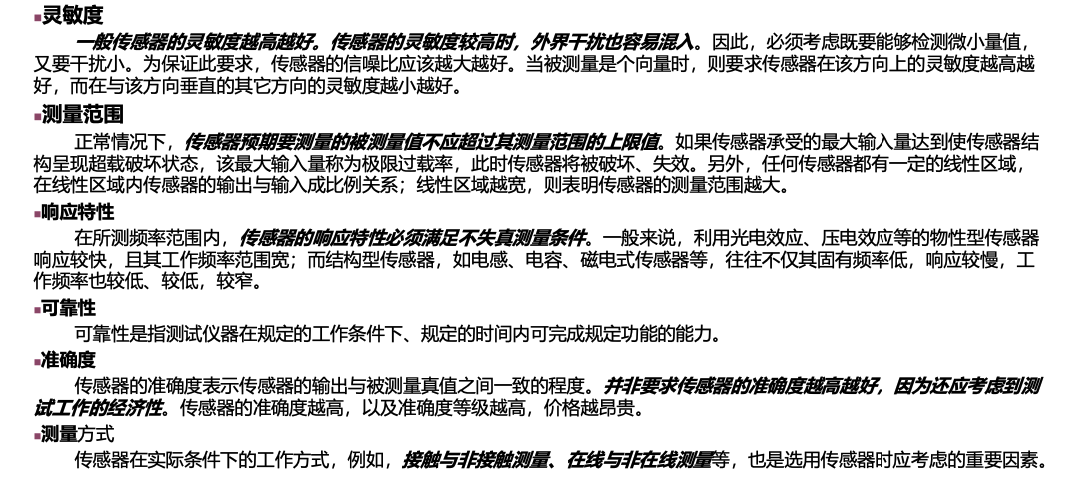 ▪灵敏度
一般传感器的灵敏度越高越好。传感器的灵敏度较高时，外界干扰也容易混入。因此，必须考虑既要能够检测微小量值，
又要干扰小。为保证此要求，传感器的信噪比应该越大越好。当被测量是个向量时，则要求传感器在该方向上的灵敏度越高越
好，而在与该方向垂直的其它方向的灵敏度越小越好。
▪测量范围
正常情况下，传感器预期要测量的被测量值不应超过其测量范围的上限值。如果传感器承受的最大输入量达到使传感器结
构呈现超载破坏状态，该最大输入量称为极限过载率，此时传感器将被破坏、失效。另外，任何传感器都有一定的线性区域，
在线性区域内传感器的输出与输入成比例关系；线性区域越宽，则表明传感器的测量范围越大。
▪响应特性
在所测频率范围内，传感器的响应特性必须满足不失真测量条件。一般来说，利用光电效应、压电效应等的物性型传感器
响应较快，且其工作频率范围宽；而结构型传感器，如电感、电容、磁电式传感器等，往往不仅其固有频率低，响应较慢，工
作频率也较低、较低，较窄。
▪可靠性
可靠性是指测试仪器在规定的工作条件下、规定的时间内可完成规定功能的能力。
▪准确度
传感器的准确度表示传感器的输出与被测量真值之间一致的程度。并非要求传感器的准确度越高越好，因为还应考虑到测
试工作的经济性。传感器的准确度越高，以及准确度等级越高，价格越昂贵。
▪测量方式
传感器在实际条件下的工作方式，例如，接触与非接触测量、在线与非在线测量等，也是选用传感器时应考虑的重要因素。